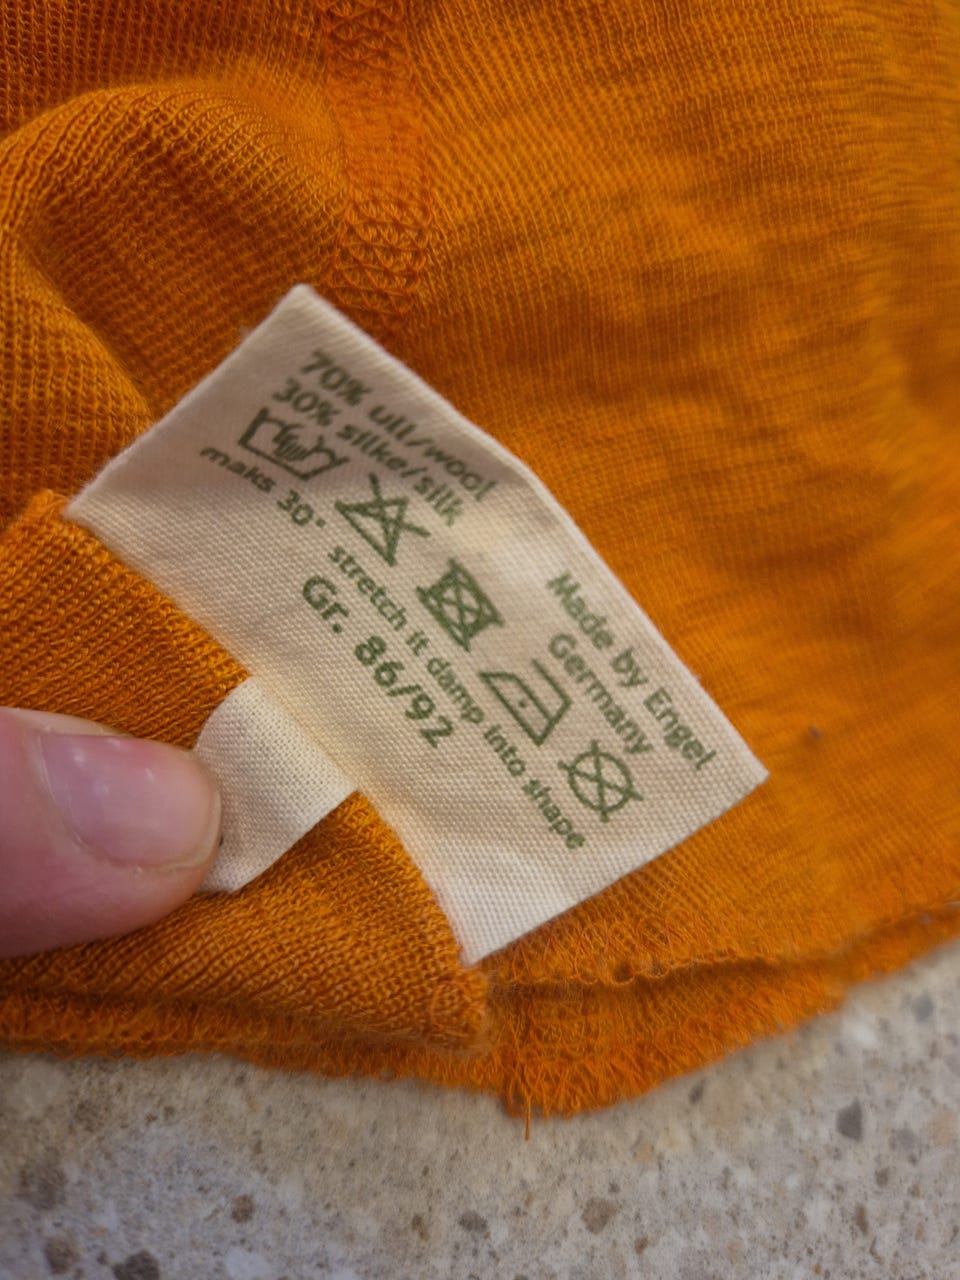 70% ull/wool
30% silke/silk
maks 30°
stretch it damp into shape
Gr. 86/92
Made by Engel
Germany